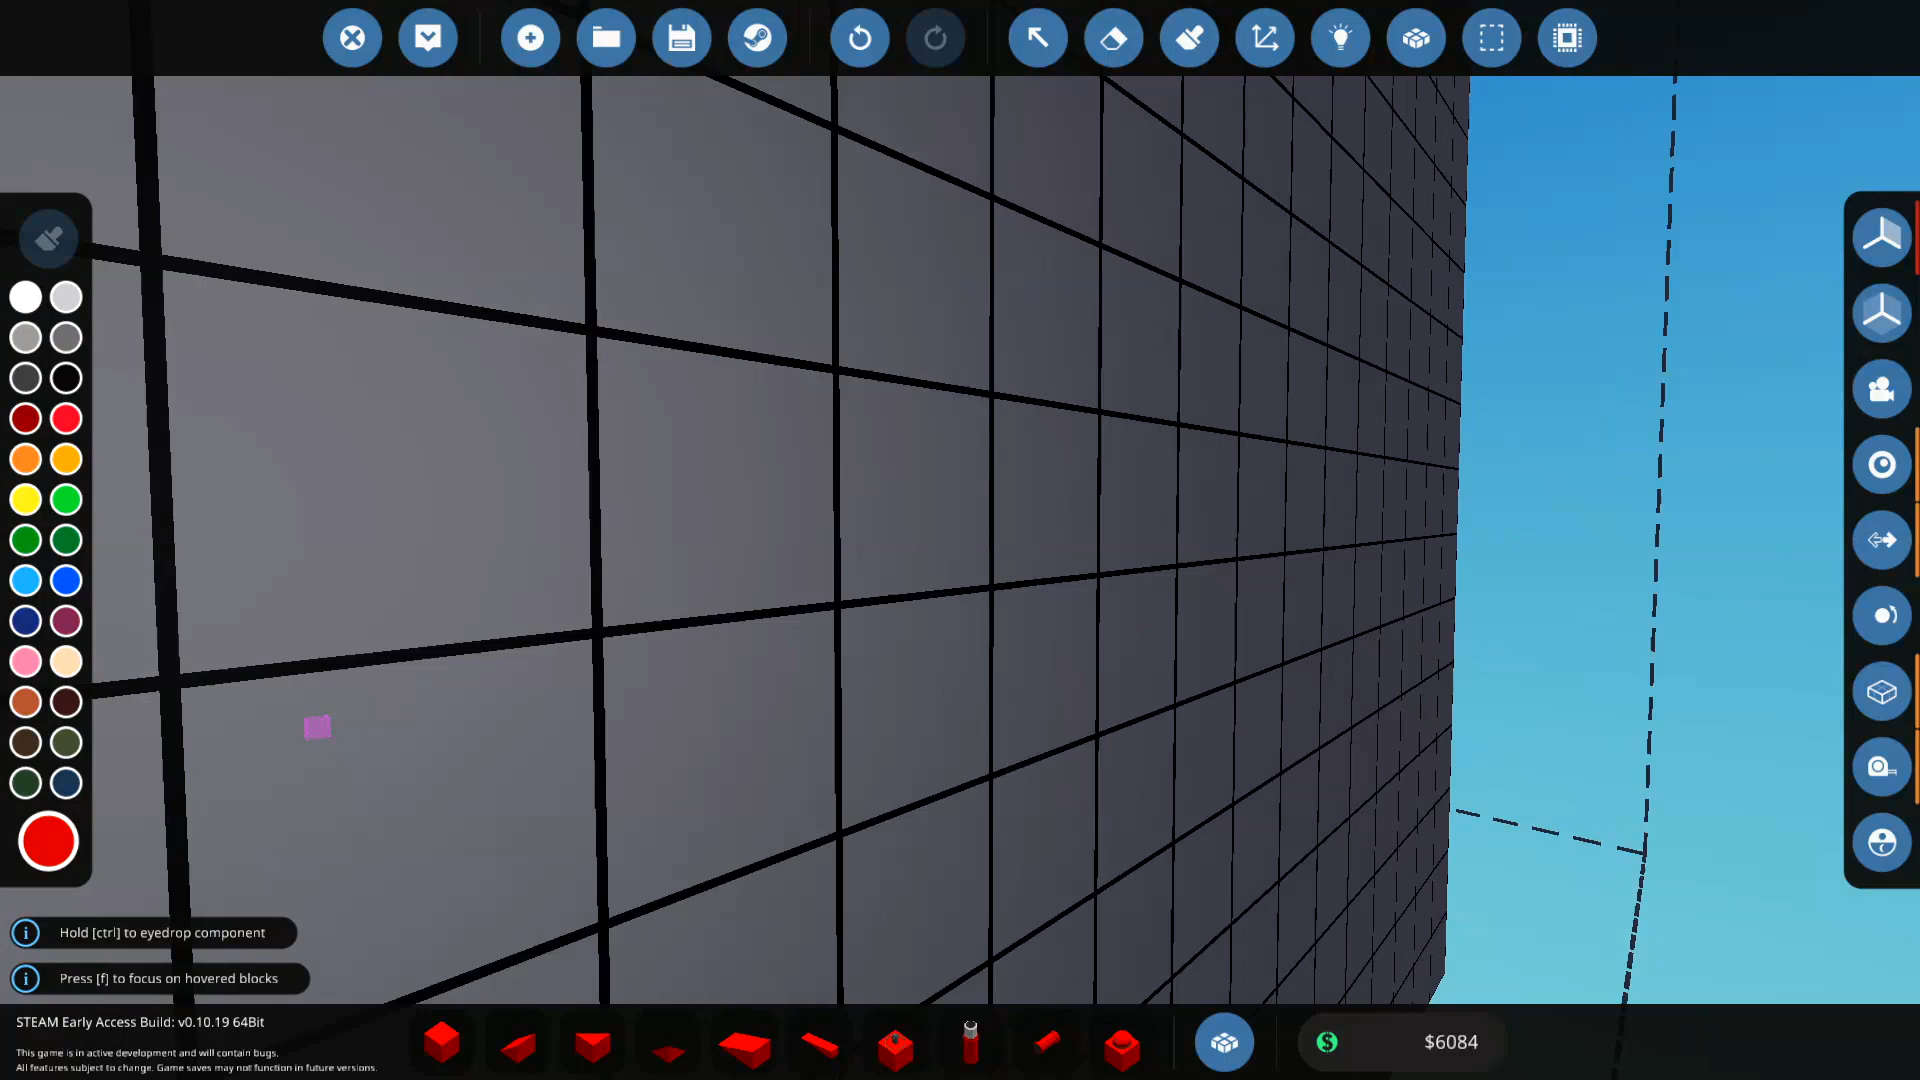 Hold [ctrl] to eyedrop component
Press [f] to focus on hovered blocks
STEAM Early Access Build: v0.10.19 64Bit
This game is in active development and will contain bugs.
All features subject to change. Game saves may not function in future versions.
$6084